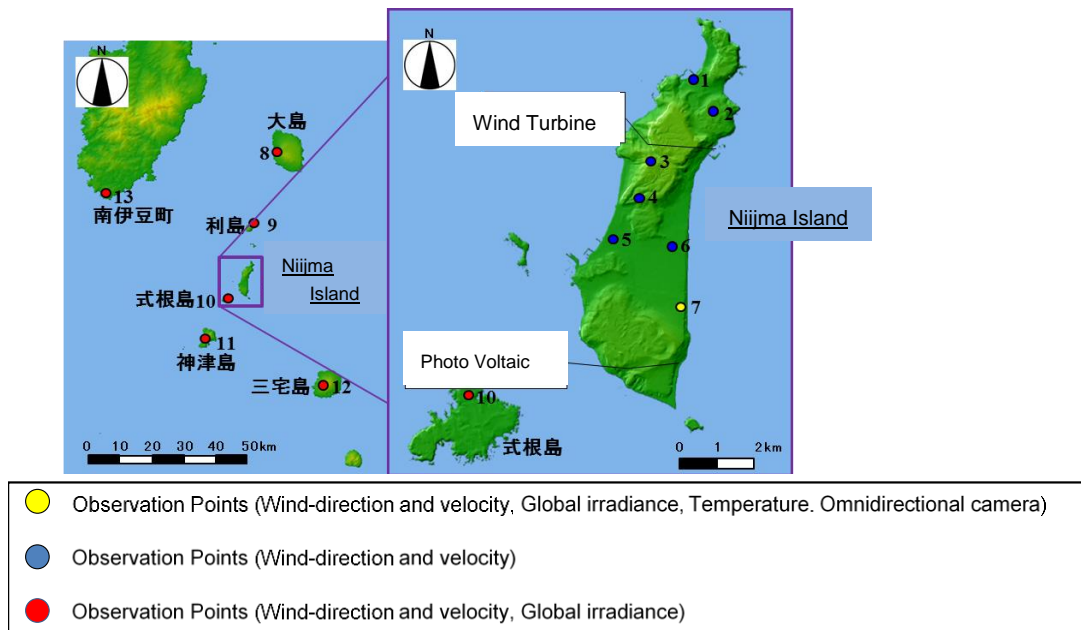 N
大島
8
13
南伊豆町
利島
9
Niijma
Island
式根島
10
11
神津島
三宅島
12
0 10 20 30 40 50km
N
1
2
Wind Turbine
3
4
5
6
Niijma Island
7
Photo Voltaic
10
式根島
0 1 2km
Observation Points (Wind-direction and velocity, Global irradiance, Temperature. Omnidirectional camera)
Observation Points (Wind-direction and velocity)
Observation Points (Wind-direction and velocity, Global irradiance)